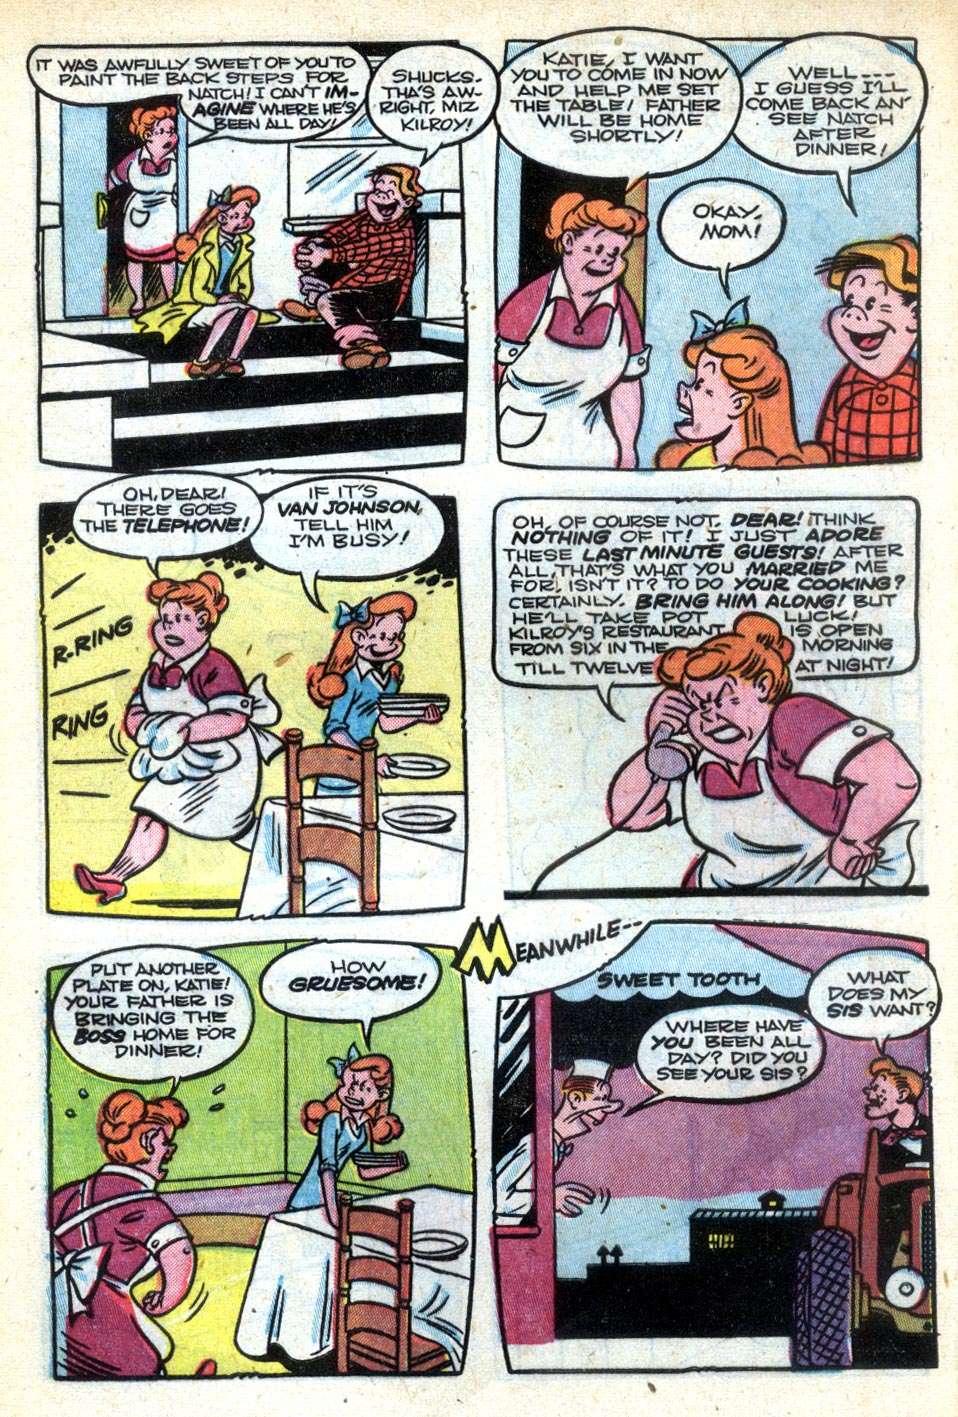 IT WAS AWFULLY SWEET OF YOU TO
PAINT THE BACK STEPS FOR
NATCH! I CAN'T IM-
AGINE WHERE HE'S
BEEN ALL DAY!
SHUCKS-
THA'S AW-
RIGHT, MIZ
KILROY!
KATIE, I WANT
YOU TO COME IN NOW
AND HELP ME SET
THE TABLE! FATHER
WILL BE HOME
SHORTLY!
OKAY,
MOM!
WELL---
I GUESS I'LL
COME BACK AN'
SEE NATCH
AFTER
DINNER!
OH, DEAR!
THERE GOES
THE TELEPHONE!
IF IT'S
VAN JOHNSON,
TELL HIM
I'M BUSY!
R-RING
RING
OH, OF COURSE NOT, DEAR! THINK
NOTHING OF IT! I JUST ADORE
THESE LAST MINUTE GUESTS! AFTER
ALL, THAT'S WHAT YOU MARRIED ME
FOR, ISN'T IT? TO DO YOUR COOKING?
CERTAINLY, BRING HIM ALONG! BUT
HE'LL TAKE POT LUCK!
KILROY'S RESTAURANT IS OPEN
FROM SIX IN THE MORNING
TILL TWELVE AT NIGHT!
PUT ANOTHER
PLATE ON, KATIE!
YOUR FATHER IS
BRINGING THE
BOSS HOME FOR
DINNER!
HOW
GRUESOME!
MEANWHILE--
SWEET TOOTH
WHERE HAVE
YOU BEEN ALL
DAY? DID YOU
SEE YOUR SIS?
WHAT
DOES MY
SIS WANT?